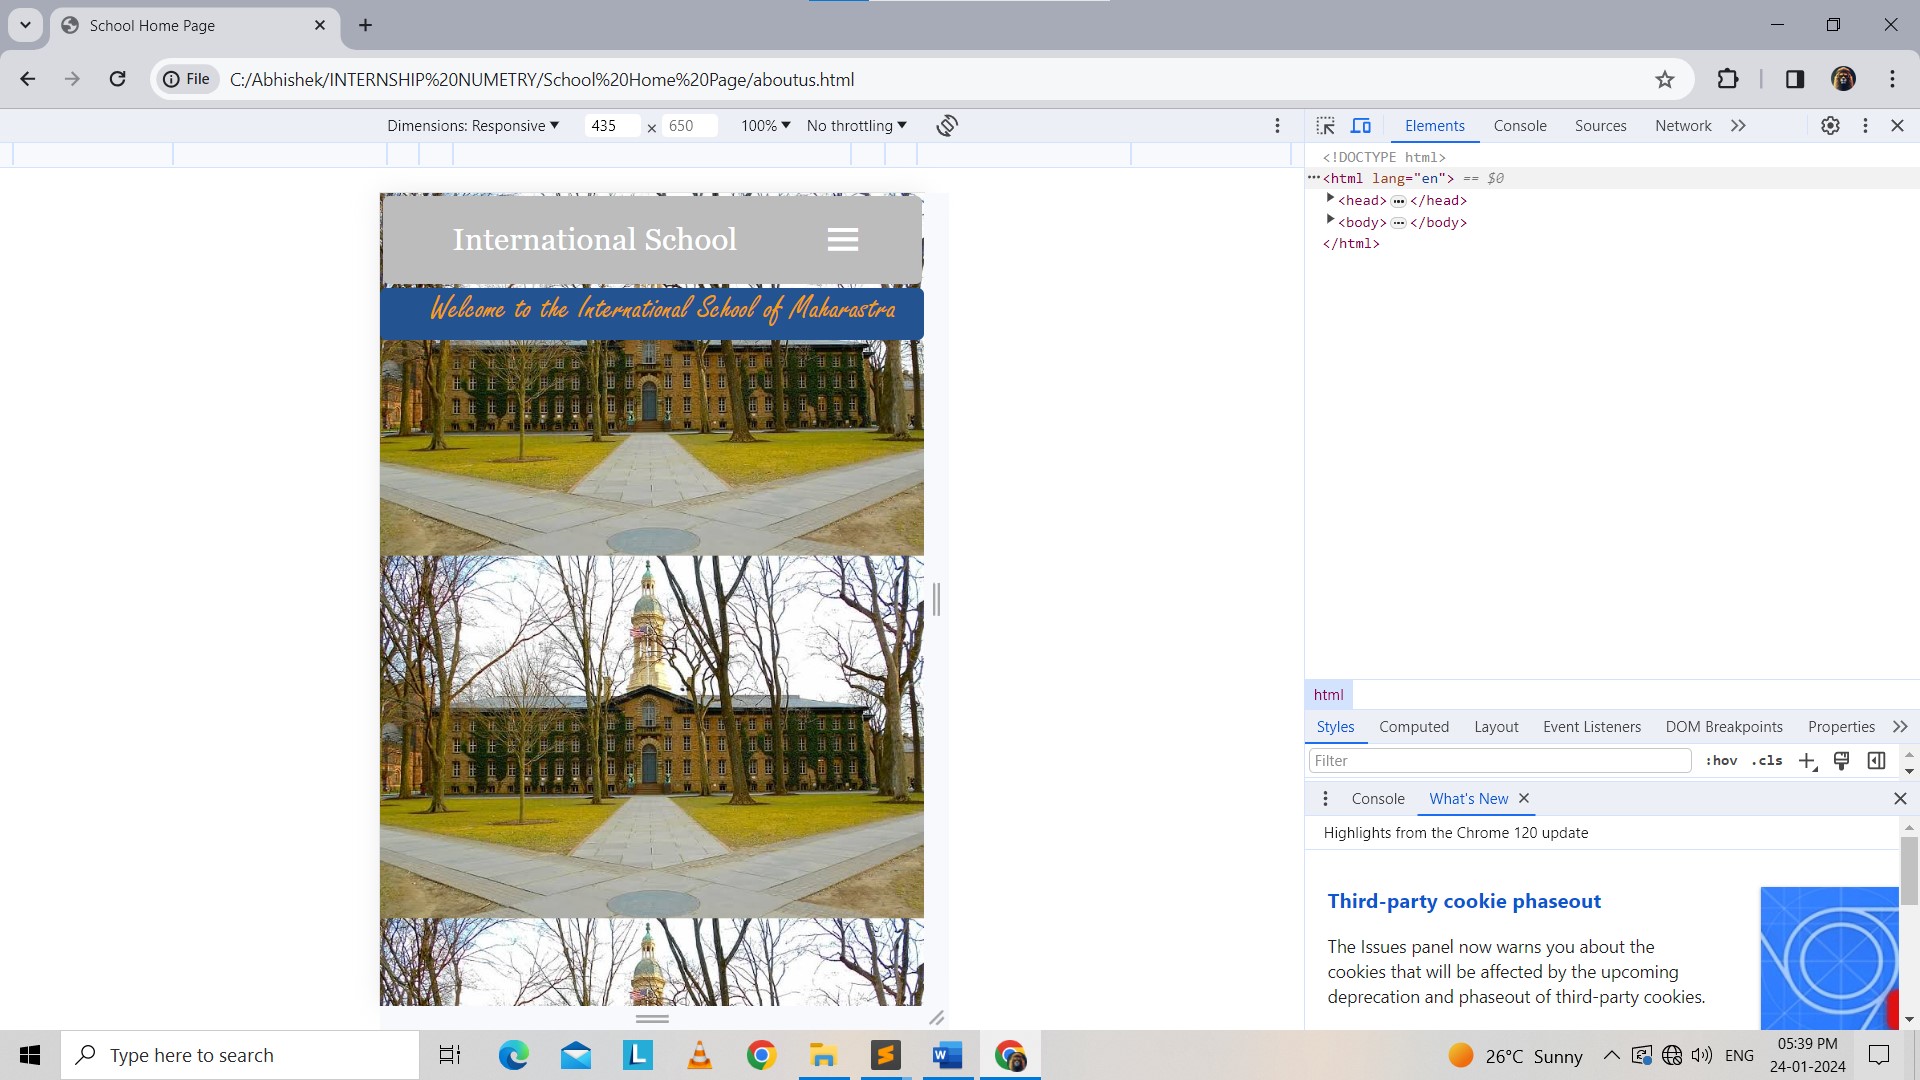 School Home Page
File C:/Abhishek/INTERNSHIP%20NUMETRY/School%20Home%20Page/aboutus.html
Dimensions: Responsive 435 x 650 100% No throttling
Elements Console Sources Network
<!DOCTYPE html>
<html lang="en"> == $0
<head> </head>
<body> </body>
</html>
International School
Welcome to the International School of Maharastra
html
Styles Computed Layout Event Listeners DOM Breakpoints Properties
Filter :hov .cls
Console What's New
Highlights from the Chrome 120 update
Third-party cookie phaseout
The Issues panel now warns you about the
cookies that will be affected by the upcoming
deprecation and phaseout of third-party cookies.
Type here to search
26°C Sunny
ENG
05:39 PM
24-01-2024